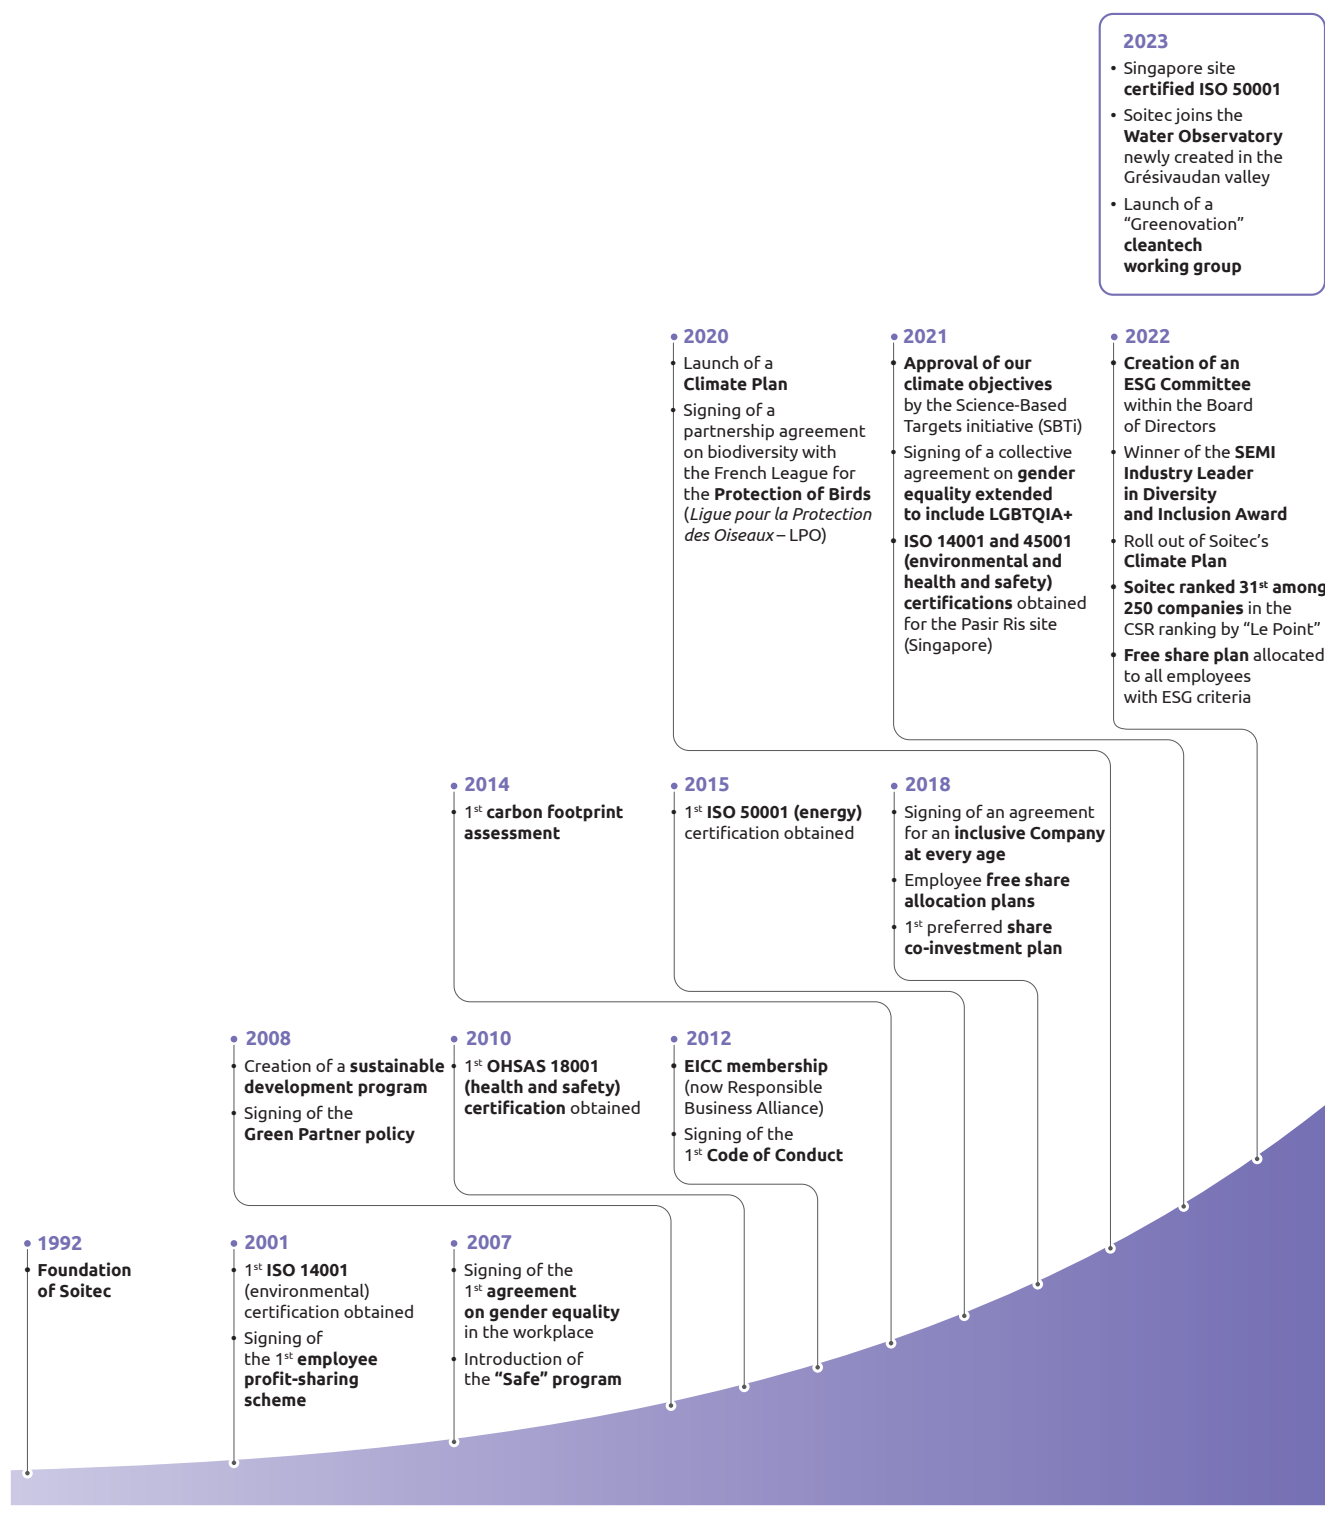 2023
• Singapore site
certified ISO 50001
• Soitec joins the
Water Observatory
newly created in the
Grésivaudan valley
• Launch of a
“Greenovation”
cleantech
working group
2020
• Launch of a
Climate Plan
• Signing of a
partnership agreement
on biodiversity with
the French League for
the Protection of Birds
(Ligue pour la Protection
des Oiseaux – LPO)
2021
• Approval of our
climate objectives
by the Science-Based
Targets initiative (SBTi)
• Signing of a collective
agreement on gender
equality extended
to include LGBTQIA+
• ISO 14001 and 45001
(environmental and
health and safety)
certifications obtained
for the Pasir Ris site
(Singapore)
2022
• Creation of an
ESG Committee
within the Board
of Directors
• Winner of the SEMI
Industry Leader
in Diversity
and Inclusion Award
• Roll out of Soitec’s
Climate Plan
• Soitec ranked 31st among
250 companies in the
CSR ranking by “Le Point”
• Free share plan allocated
to all employees
with ESG criteria
2014
• 1st carbon footprint
assessment
2015
• 1st ISO 50001 (energy)
certification obtained
2018
• Signing of an agreement
for an inclusive Company
at every age
• Employee free share
allocation plans
• 1st preferred share
co-investment plan
2008
• Creation of a sustainable
development program
• Signing of the
Green Partner policy
2010
• 1st OHSAS 18001
(health and safety)
certification obtained
2012
• EICC membership
(now Responsible
Business Alliance)
• Signing of the
1st Code of Conduct
1992
• Foundation
of Soitec
2001
• 1st ISO 14001
(environmental)
certification obtained
• Signing of
the 1st employee
profit-sharing
scheme
2007
• Signing of the
1st agreement
on gender equality
in the workplace
• Introduction of
the “Safe” program